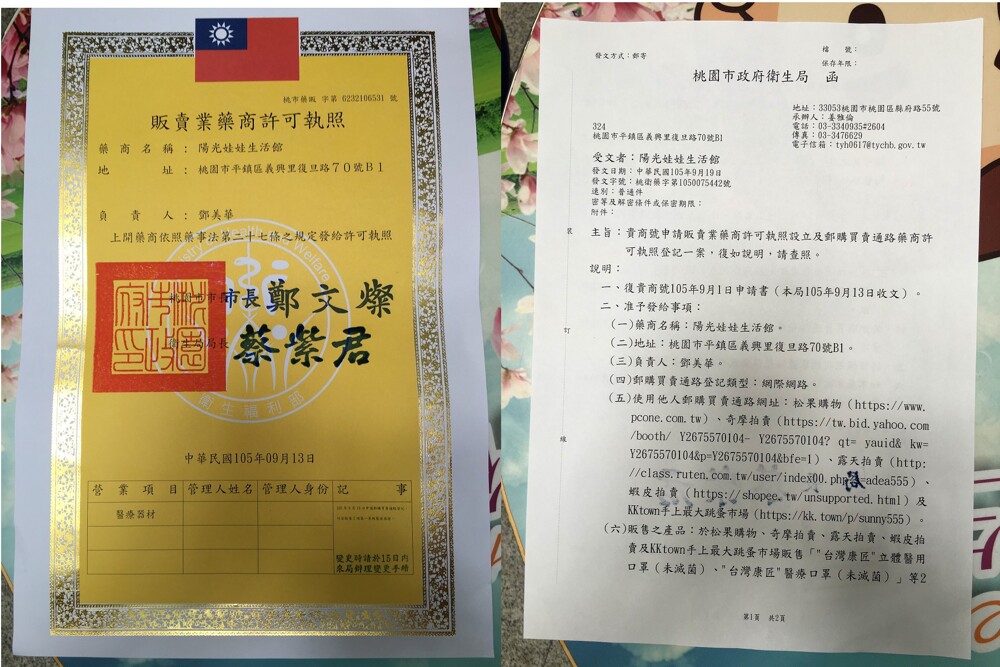 桃市藥販 字第 6232106531 號
販賣業藥商許可執照
藥商名稱：陽光娃娃生活館
地址：桃園市平鎮區義興里復旦路70號B1
負責人：鄧美華
上開藥商依照藥事法第二十七條之規定發給許可執照
市長 鄭文燦
衛生局局長 蔡紫君
衛生福利部
中華民國105年09月13日
營業項目 管理人姓名 管理人身份 記事
醫療器材
變更時請於15日內
來局辦理變更手續
檔 號：
發文方式：郵寄
保存年限：
桃園市政府衛生局 函
地址：33053桃園市桃園區縣府路55號
承辦人：姜雅倫
電話：03-3340935#2604
傳真：03-3476629
電子信箱：tyh0617@tychb.gov.tw
324
桃園市平鎮區義興里復旦路70號B1
受文者：陽光娃娃生活館
發文日期：中華民國105年9月19日
發文字號：桃衛藥字第1050075442號
速別：普通件
密等及解密條件或保密期限：
附件：
主旨：貴商號申請販賣業藥商許可執照設立及郵購買賣通路藥商許
可執照登記一案，復如說明，請查照。
說明：
一、復貴商號105年9月1日申請書（本局105年9月13日收文）。
二、准予發給事項：
(一)藥商名稱：陽光娃娃生活館。
(二)地址：桃園市平鎮區義興里復旦路70號B1。
(三)負責人：鄧美華。
(四)郵購買賣通路登記類型：網際網路。
(五)使用他人郵購買賣通路網址：松果購物（https://www.
pcone.com.tw）、奇摩拍賣（https://tw.bid.yahoo.com
/booth/ Y2675570104- Y2675570104? qt= yauid& kw=
Y2675570104&p=Y2675570104&bfe=1）、露天拍賣（http:
//class.ruten.com.tw/user/index00.php?s=adea555）、
蝦皮拍賣（https://shopee.tw/unsupported.html）及
KKtown手上最大跳蚤市場（https://kk.town/p/sunny555）。
(六)販售之產品：於松果購物、奇摩拍賣、露天拍賣、蝦皮拍
賣及KKtown手上最大跳蚤市場販售「"台灣康匠"立體醫用
口罩（未滅菌）、"台灣康匠"醫療口罩（未滅菌）」等2
裝
訂
線
第1頁 共2頁